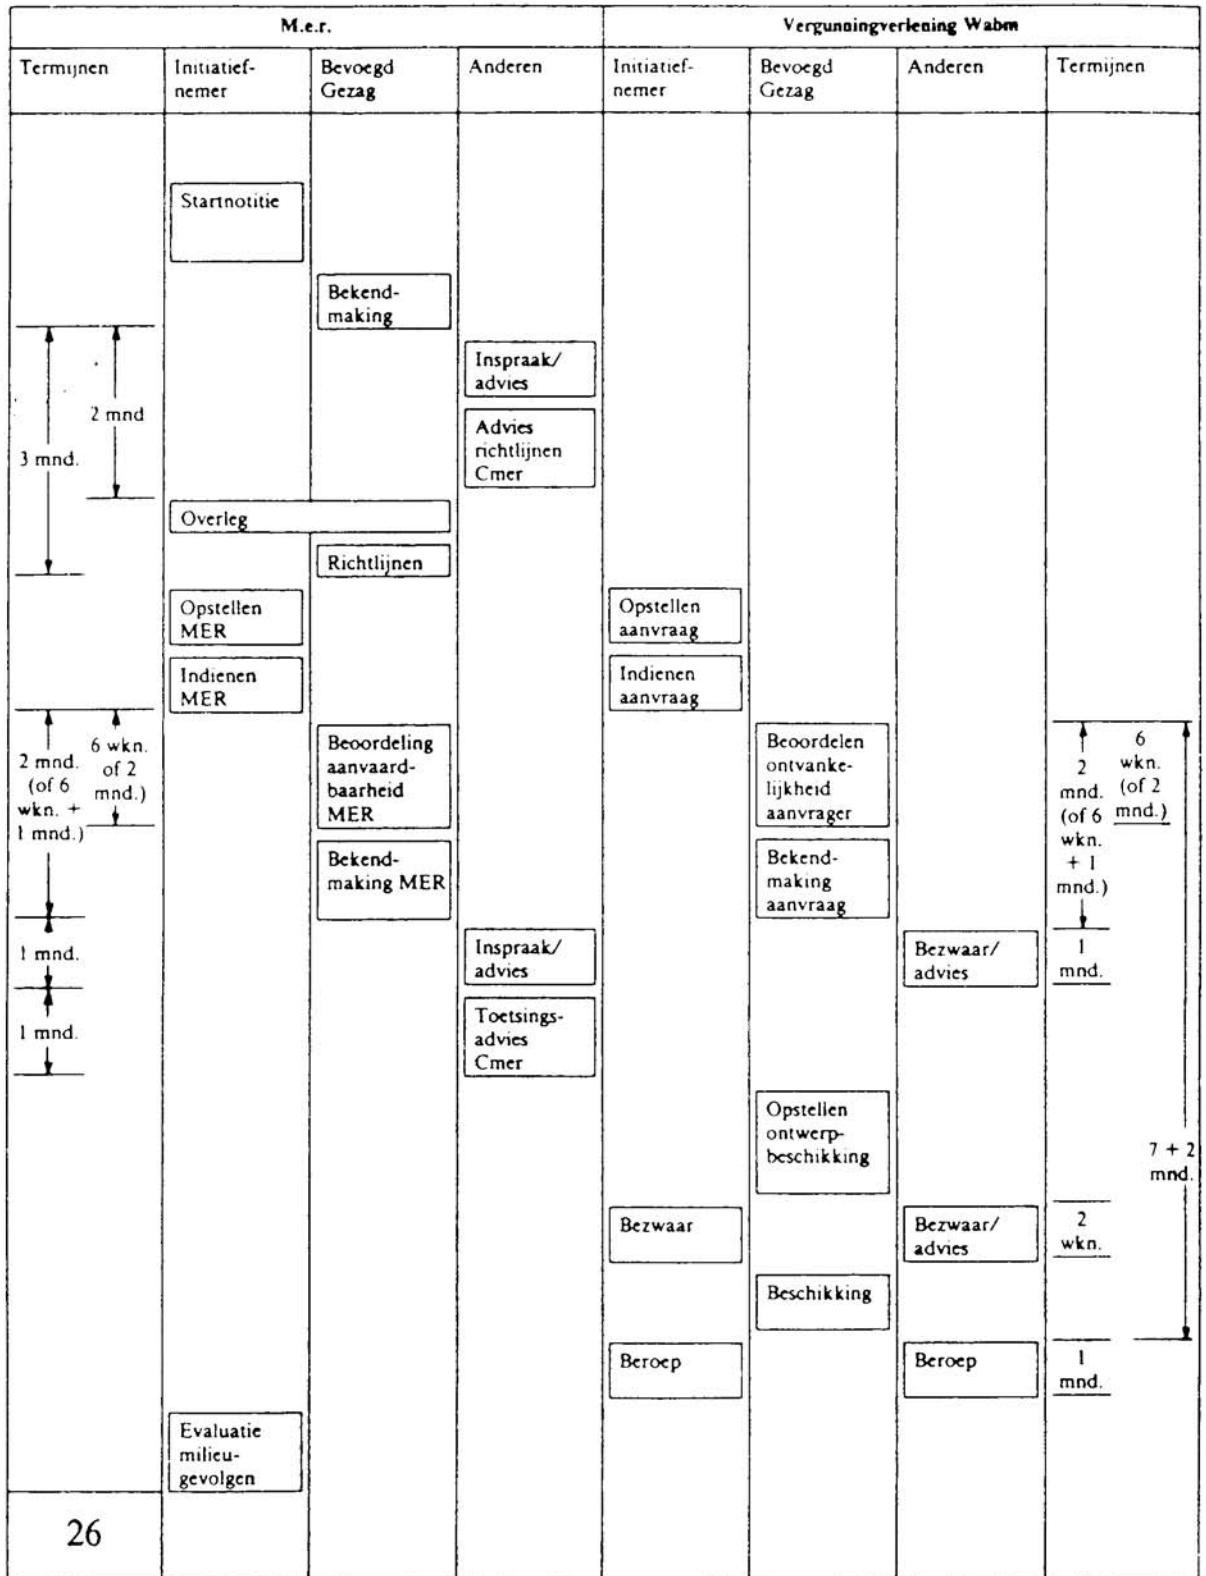 M.e.r.
Vergunningverlening Wabm
Termijnen
Initiatief-
nemer
Bevoegd
Gezag
Anderen
Initiatief-
nemer
Bevoegd
Gezag
Anderen
Termijnen
Startnotitie
Bekend-
making
Inspraak/
advies
2 mnd
3 mnd.
Advies
richtlijnen
Cmer
Overleg
Richtlijnen
Opstellen
MER
Opstellen
aanvraag
Indienen
MER
Indienen
aanvraag
2 mnd.
(of 6
wkn. +
1 mnd.)
6 wkn.
of 2
mnd.)
Beoordeling
aanvaard-
baarheid
MER
Beoordelen
ontvanke-
lijkheid
aanvrager
2
mnd.
(of 6
wkn.
+ 1
mnd.)
6
wkn.
(of 2
mnd.)
Bekend-
making MER
Bekend-
making
aanvraag
1 mnd.
Inspraak/
advies
Bezwaar/
advies
1
mnd.
1 mnd.
Toetsings-
advies
Cmer
Opstellen
ontwerp-
beschikking
7 + 2
mnd.
Bezwaar
Bezwaar/
advies
2
wkn.
Beschikking
Beroep
Beroep
1
mnd.
Evaluatie
milieu-
gevolgen
26